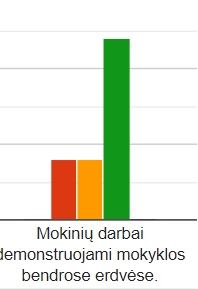 Mokinių darbai
demonstruojami mokyklos
bendrose erdvėse.